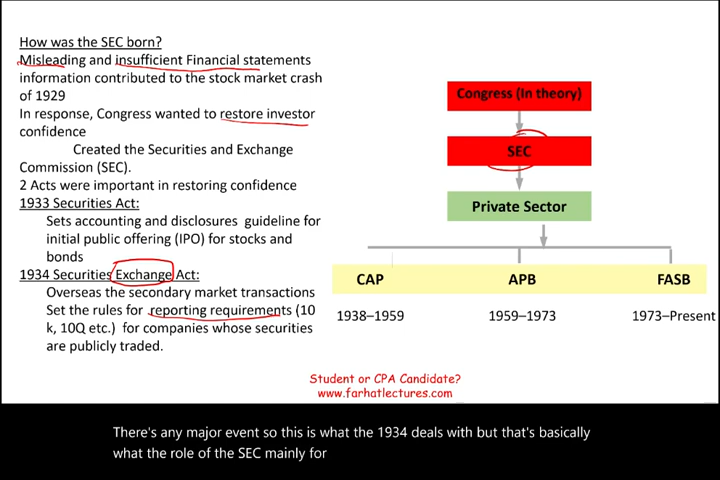 How was the SEC born?
Misleading and insufficient Financial statements
information contributed to the stock market crash
of 1929
In response, Congress wanted to restore investor
confidence
Created the Securities and Exchange
Commission (SEC).
2 Acts were important in restoring confidence
1933 Securities Act:
Sets accounting and disclosures guideline for
initial public offering (IPO) for stocks and
bonds
1934 Securities Exchange Act:
Overseas the secondary market transactions
Set the rules for reporting requirements (10
k, 10Q etc.) for companies whose securities
are publicly traded.
Congress (In theory)
SEC
Private Sector
CAP APB FASB
1938–1959 1959–1973 1973–Present
Student or CPA Candidate?
www.farhatlectures.com
There's any major event so this is what the 1934 deals with but that's basically
what the role of the SEC mainly for